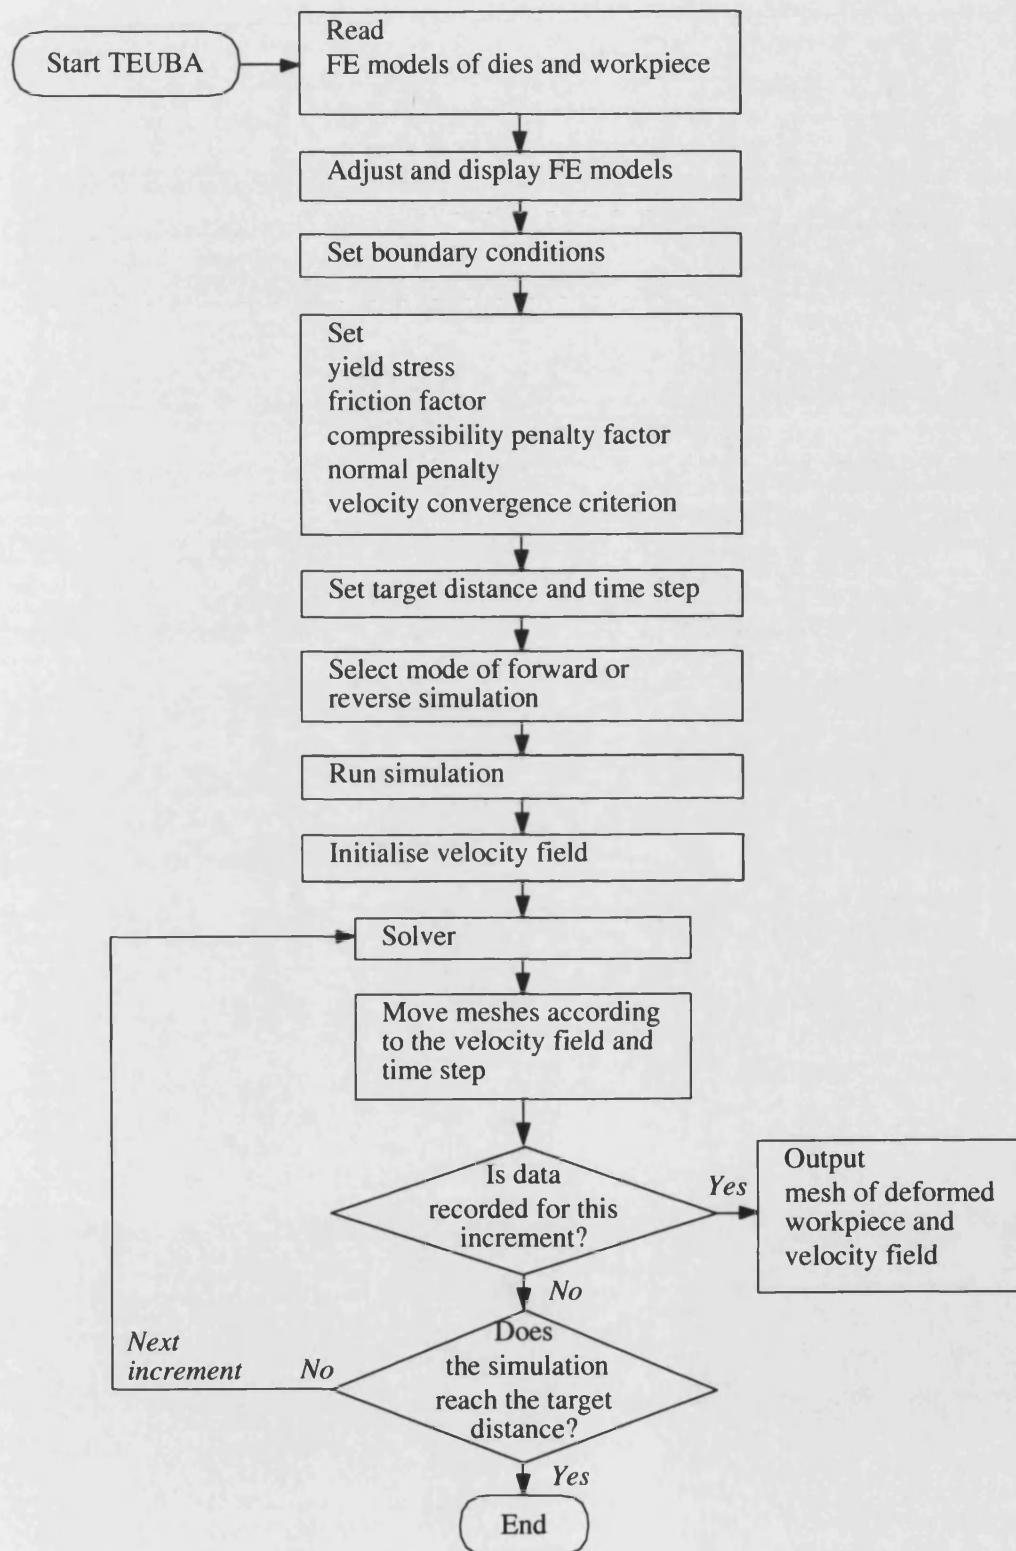 Start TEUBA
Read
FE models of dies and workpiece
Adjust and display FE models
Set boundary conditions
Set
yield stress
friction factor
compressibility penalty factor
normal penalty
velocity convergence criterion
Set target distance and time step
Select mode of forward or
reverse simulation
Run simulation
Initialise velocity field
Solver
Move meshes according
to the velocity field and
time step
Is data
recorded for this
increment?
Yes
Output
mesh of deformed
workpiece and
velocity field
No
Does
the simulation
reach the target
distance?
Next
increment
No
Yes
End